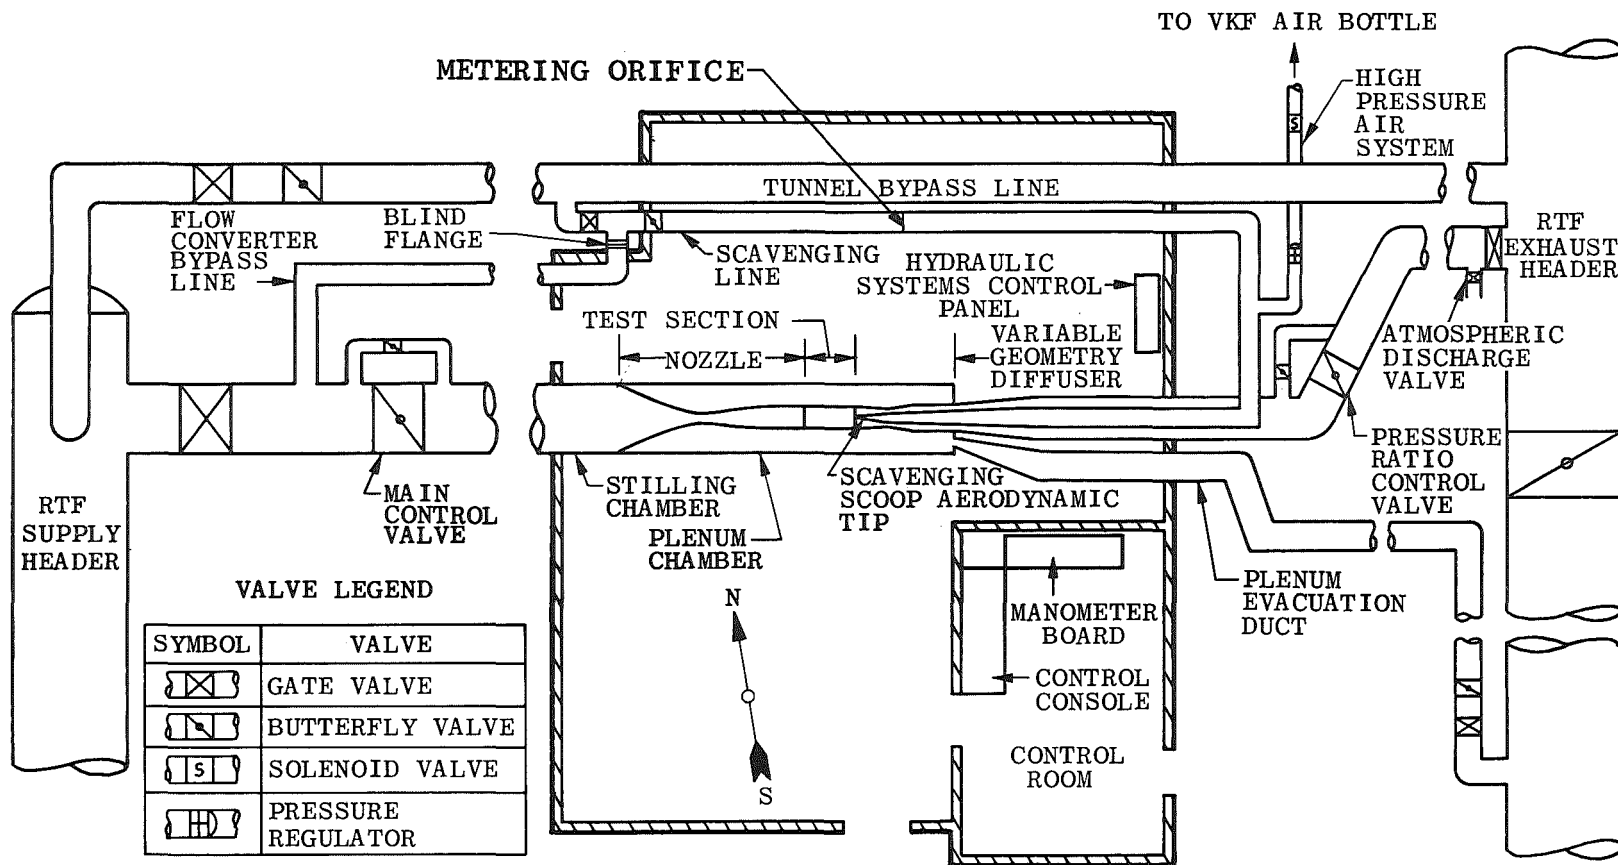 TO VKF AIR BOTTLE
METERING ORIFICE
HIGH
PRESSURE
AIR
SYSTEM
S
TUNNEL BYPASS LINE
FLOW
CONVERTER
BYPASS
LINE
BLIND
FLANGE
SCAVENGING
LINE
HYDRAULIC
SYSTEMS CONTROL
PANEL
RTF
EXHAUST
HEADER
TEST SECTION
NOZZLE
VARIABLE
GEOMETRY
DIFFUSER
ATMOSPHERIC
DISCHARGE
VALVE
RTF
SUPPLY
HEADER
MAIN
CONTROL
VALVE
STILLING
CHAMBER
PLENUM
CHAMBER
SCAVENGING
SCOOP AERODYNAMIC
TIP
PRESSURE
RATIO
CONTROL
VALVE
PLENUM
EVACUATION
DUCT
MANOMETER
BOARD
CONTROL
CONSOLE
CONTROL
ROOM
N
S
VALVE LEGEND
SYMBOL VALVE
GATE VALVE
BUTTERFLY VALVE
S SOLENOID VALVE
PRESSURE
REGULATOR